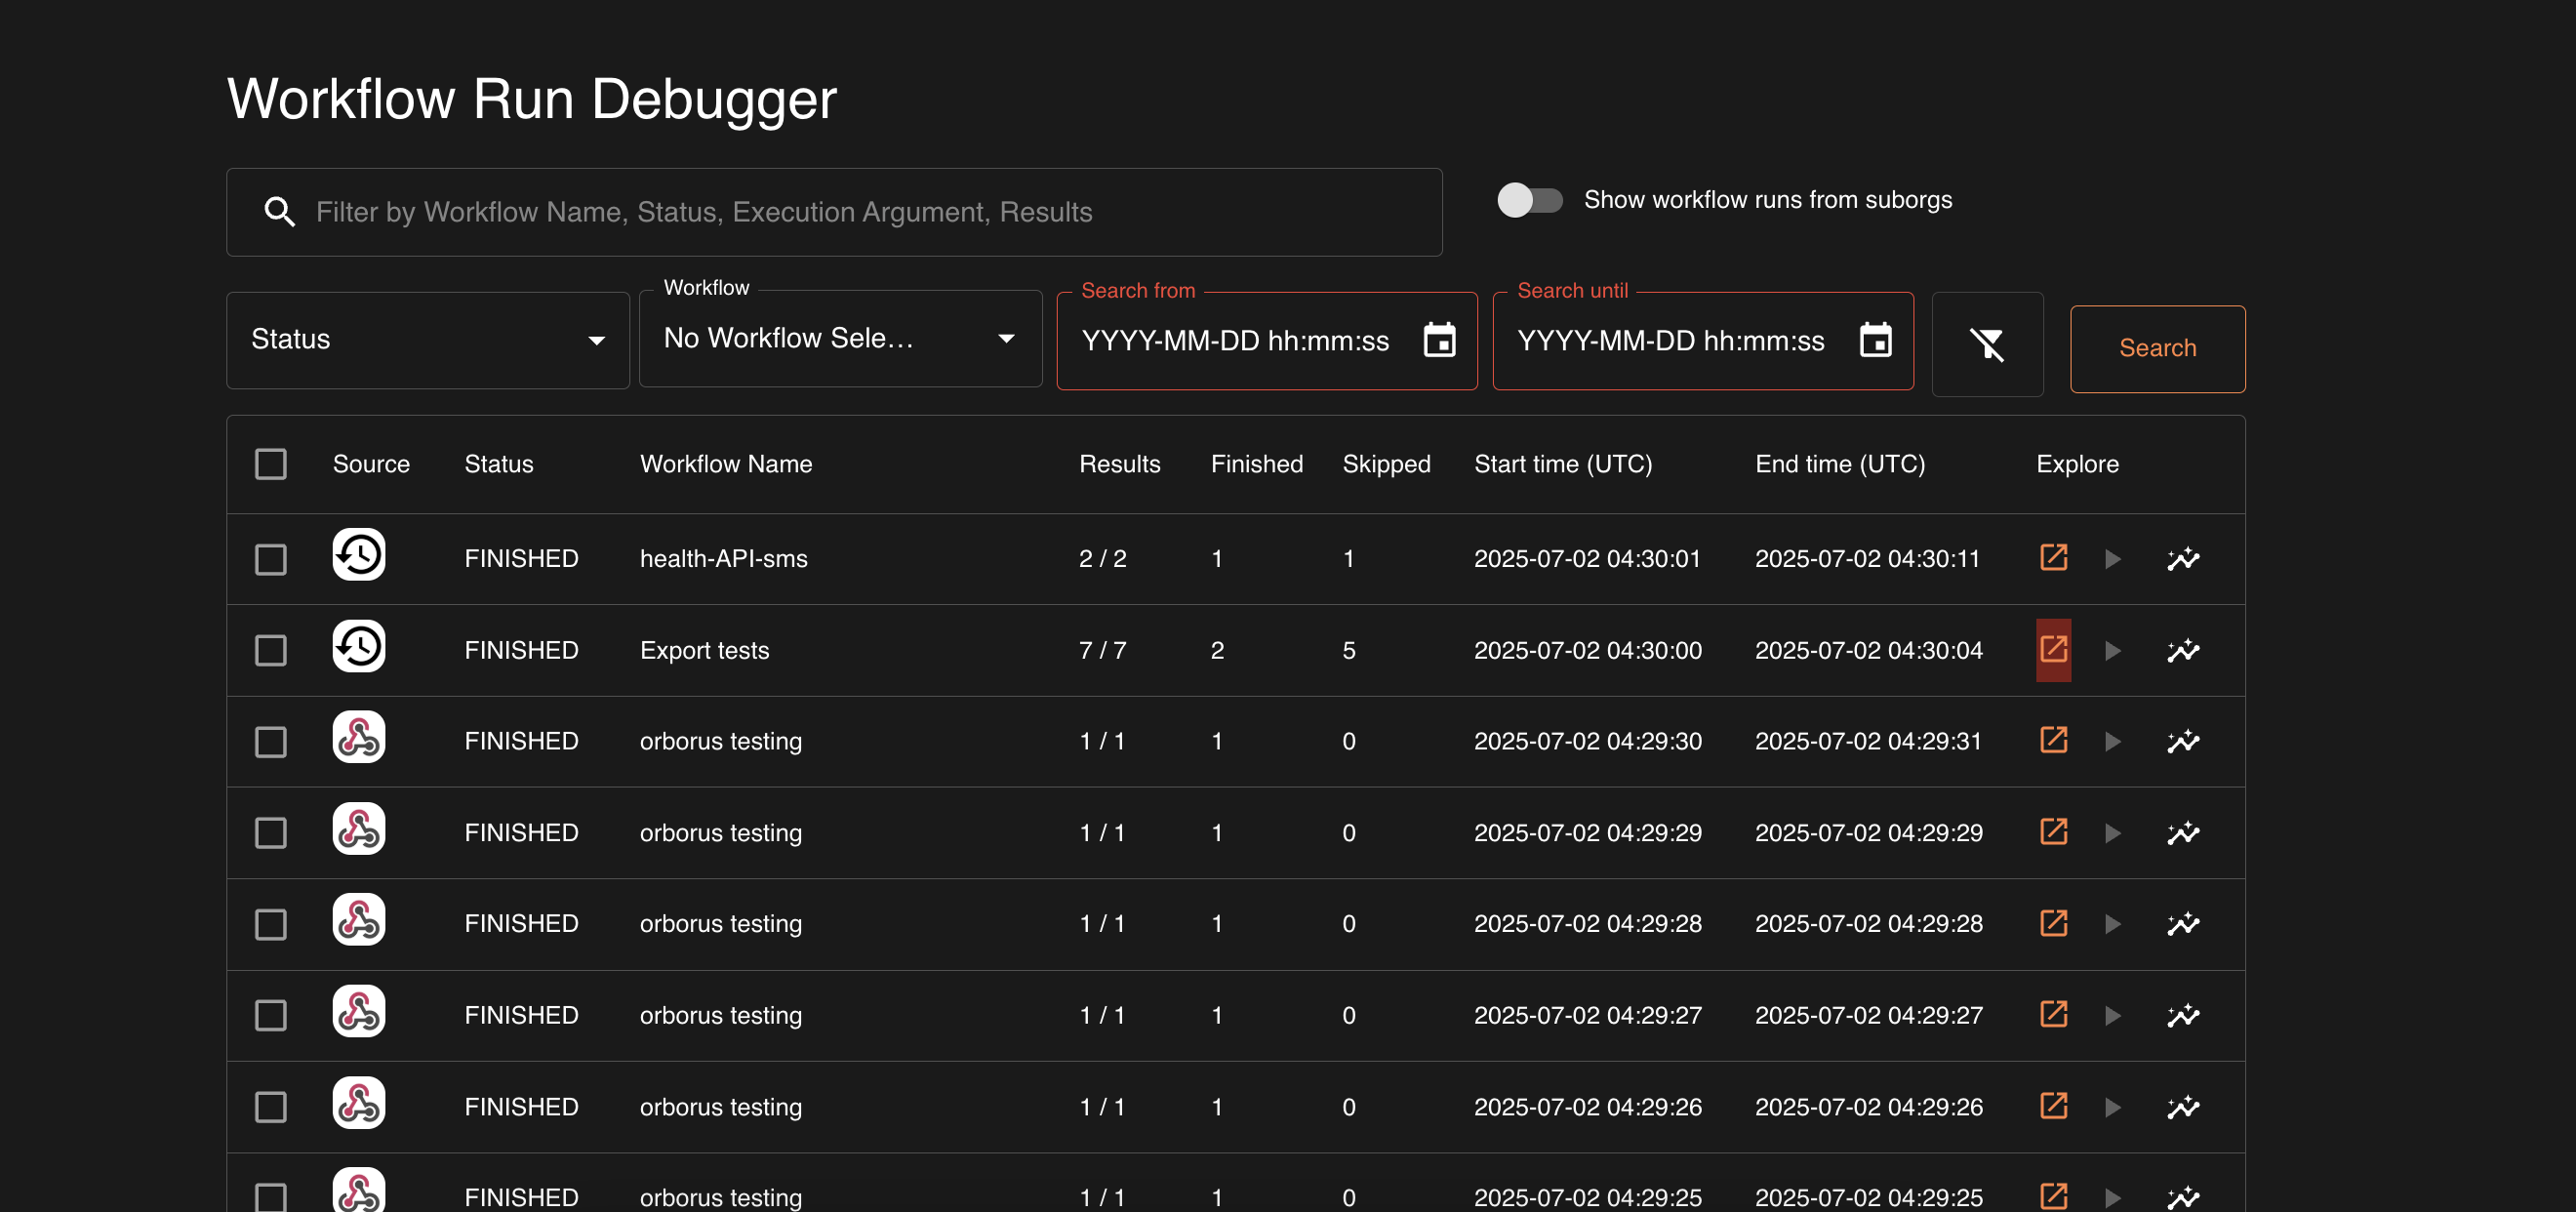 Workflow Run Debugger
Filter by Workflow Name, Status, Execution Argument, Results
Show workflow runs from suborgs
Status
Workflow
No Workflow Sele…
Search from
YYYY-MM-DD hh:mm:ss
Search until
YYYY-MM-DD hh:mm:ss
Search
Source Status Workflow Name Results Finished Skipped Start time (UTC) End time (UTC) Explore
FINISHED health-API-sms 2 / 2 1 1 2025-07-02 04:30:01 2025-07-02 04:30:11
FINISHED Export tests 7 / 7 2 5 2025-07-02 04:30:00 2025-07-02 04:30:04
FINISHED orborus testing 1 / 1 1 0 2025-07-02 04:29:30 2025-07-02 04:29:31
FINISHED orborus testing 1 / 1 1 0 2025-07-02 04:29:29 2025-07-02 04:29:29
FINISHED orborus testing 1 / 1 1 0 2025-07-02 04:29:28 2025-07-02 04:29:28
FINISHED orborus testing 1 / 1 1 0 2025-07-02 04:29:27 2025-07-02 04:29:27
FINISHED orborus testing 1 / 1 1 0 2025-07-02 04:29:26 2025-07-02 04:29:26
FINISHED orborus testing 1 / 1 1 0 2025-07-02 04:29:25 2025-07-02 04:29:25